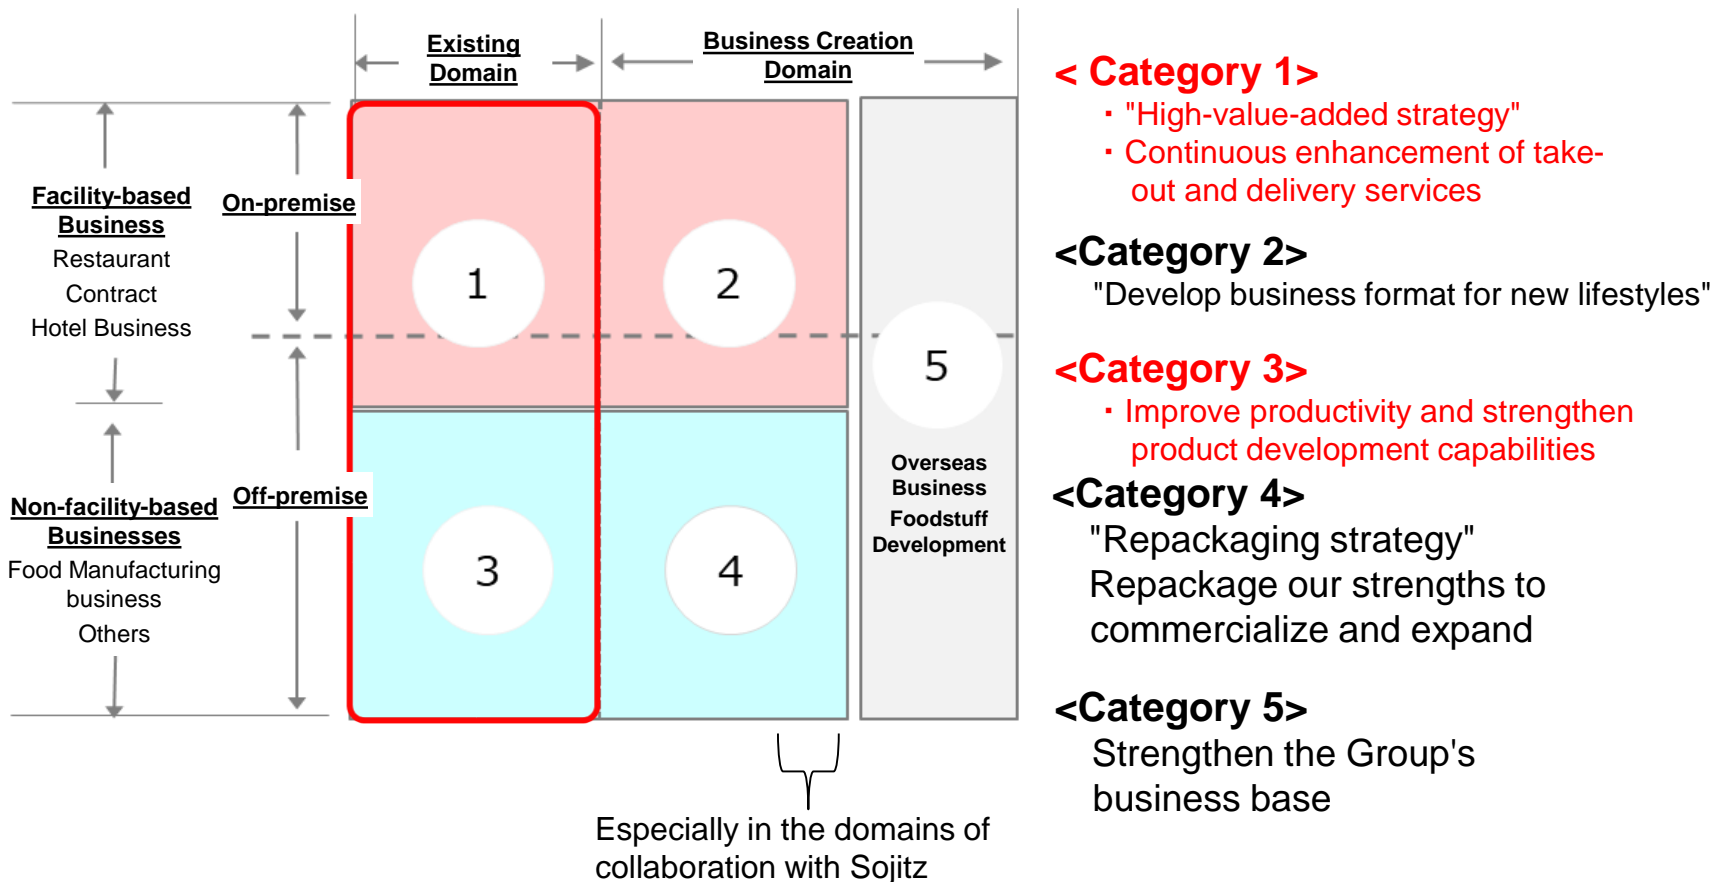 Existing
Domain
Business Creation
Domain
Facility-based
Business
Restaurant
Contract
Hotel Business
On-premise
Non-facility-based
Businesses
Food Manufacturing
business
Others
Off-premise
1
2
3
4
5
Overseas
Business
Foodstuff
Development
Especially in the domains of
collaboration with Sojitz
< Category 1>
・"High-value-added strategy"
・Continuous enhancement of take-
out and delivery services
<Category 2>
"Develop business format for new lifestyles"
<Category 3>
・Improve productivity and strengthen
product development capabilities
<Category 4>
"Repackaging strategy"
Repackage our strengths to
commercialize and expand
<Category 5>
Strengthen the Group's
business base